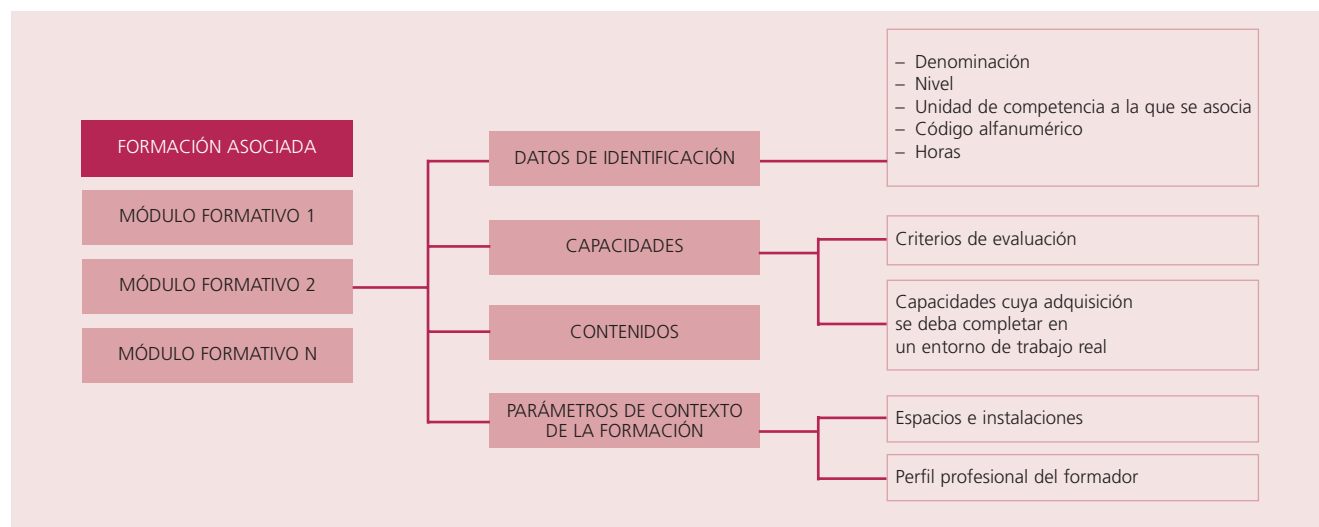 FORMACIÓN ASOCIADA
MÓDULO FORMATIVO 1
MÓDULO FORMATIVO 2
MÓDULO FORMATIVO N
DATOS DE IDENTIFICACIÓN
CAPACIDADES
CONTENIDOS
PARÁMETROS DE CONTEXTO
DE LA FORMACIÓN
– Denominación
– Nivel
– Unidad de competencia a la que se asocia
– Código alfanumérico
– Horas
Criterios de evaluación
Capacidades cuya adquisición
se deba completar en
un entorno de trabajo real
Espacios e instalaciones
Perfil profesional del formador